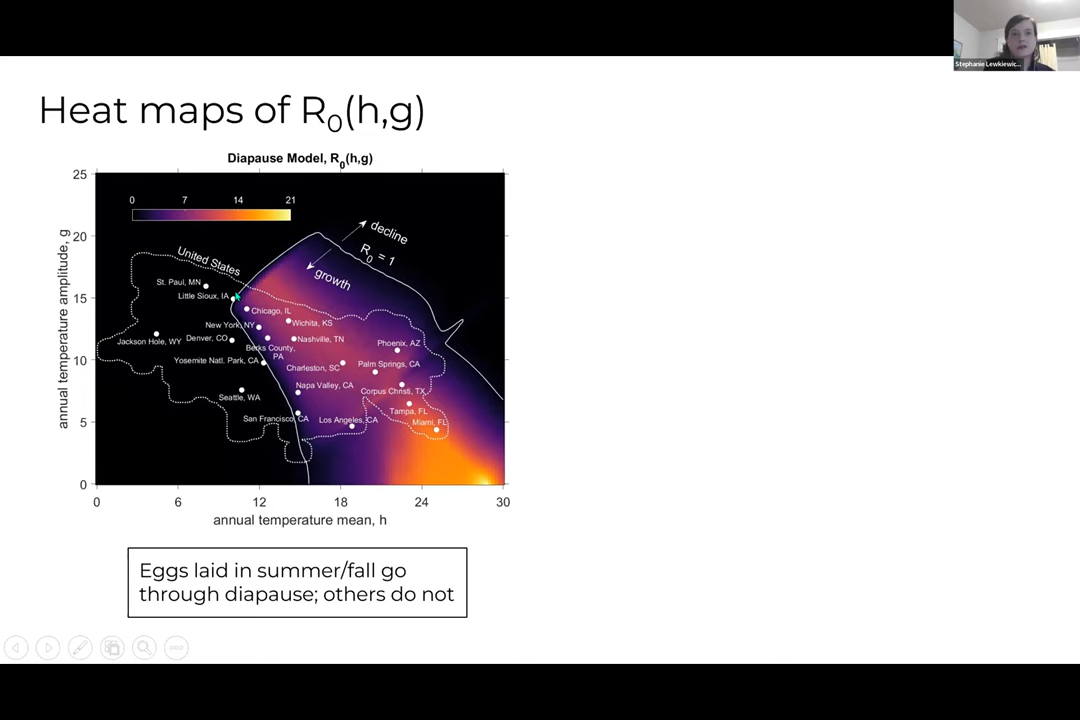 Stephanie Lewkiewic...
Heat maps of R0(h,g)
Diapause Model, R0(h,g)
25
20
15
10
5
0
annual temperature amplitude, g
0 7 14 21
decline
R0 = 1
growth
United States
St. Paul, MN
Little Sioux, IA
Chicago, IL
New York, NY
Wichita, KS
Jackson Hole, WY
Denver, CO
Nashville, TN
Berks County,
PA
Phoenix, AZ
Yosemite Natl. Park, CA
Charleston, SC
Palm Springs, CA
Napa Valley, CA
Seattle, WA
Corpus Christi, TX
Tampa, FL
San Francisco, CA
Los Angeles, CA
Miami, FL
0 6 12 18 24 30
annual temperature mean, h
Eggs laid in summer/fall go
through diapause; others do not